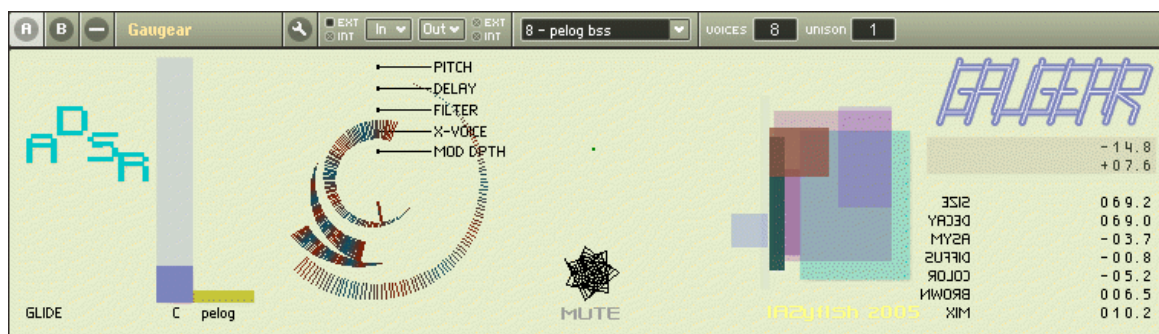 A B Gaugear EXT INT In Out EXT INT 8 - pelog bss VOICES 8 UNISON 1
ADSR
PITCH
DELAY
FILTER
X-VOICE
MOD DPTH
GAUGEAR
-14.8
+07.6
SIZE 069.2
DECAY 069.0
ASYM -03.7
DIFFUS -00.8
COLOR -05.2
BROWN 006.5
MIX 010.2
GLIDE C pelog
MUTE
lAZyfIsh 2005